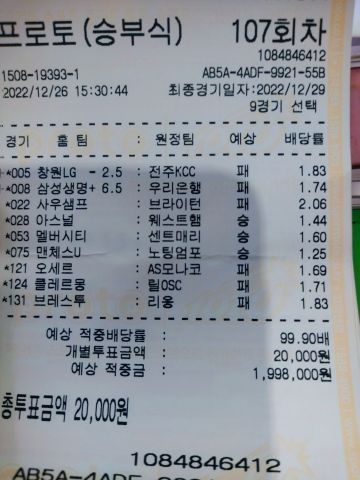 프로토(승부식) 107회차
1084846412
1508-19393-1 AB5A-4ADF-9921-55B
2022/12/26 15:30:44 최종경기일자:2022/12/29
9경기 선택
경기 홈팀 : 원정팀 예상 배당률
*005 창원LG - 2.5 : 전주KCC 패 1.83
*008 삼성생명+ 6.5 : 우리은행 패 1.74
*022 사우샘프 : 브라이턴 패 2.06
*028 아스널 : 웨스트햄 승 1.44
*053 멜버시티 : 센트매리 승 1.60
*075 맨체스U : 노팅엄포 승 1.25
*121 오세르 : AS모나코 패 1.69
*124 클레르몽 : 릴OSC 패 1.71
*131 브레스투 : 리옹 패 1.83
예상 적중배당률 : 99.90배
개별투표금액 : 20,000원
예상 적중금 : 1,998,000원
총투표금액 20,000원
1084846412
AB5A-4ADF-9921-55B